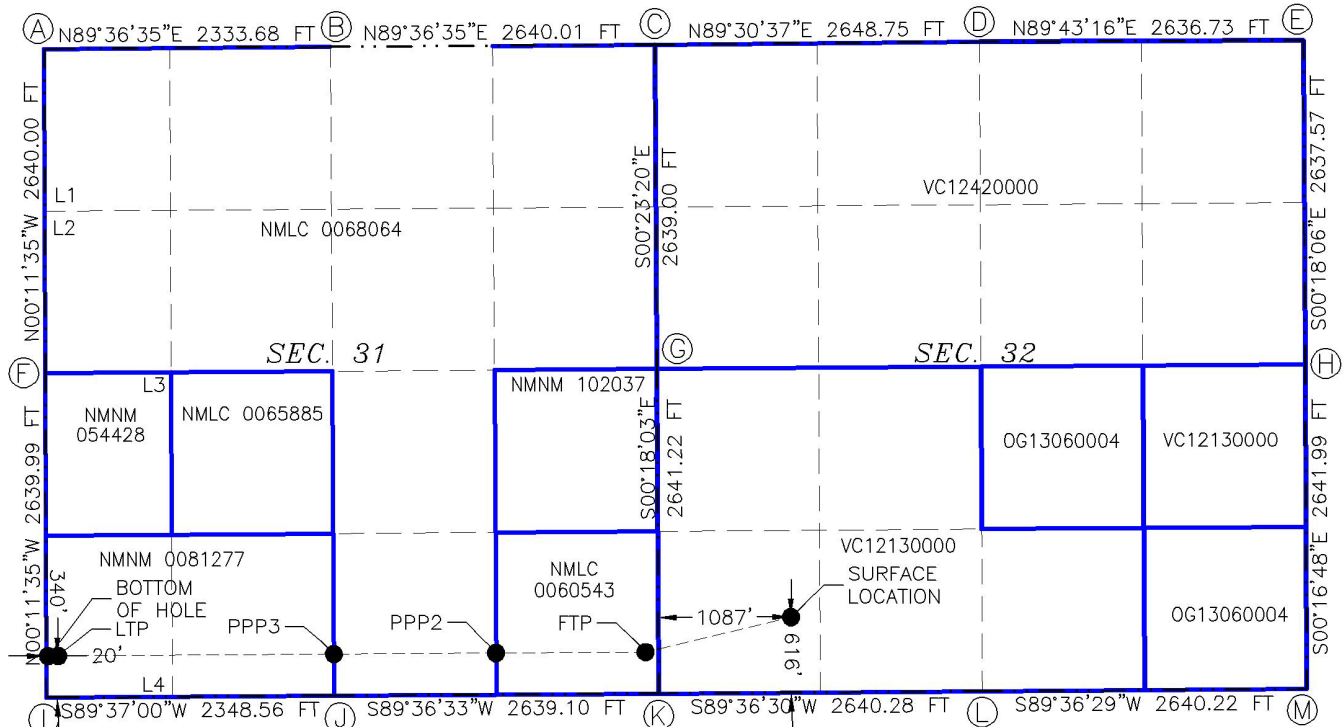 A
B
C
D
E
N89°36'35"E 2333.68 FT
N89°36'35"E 2640.01 FT
N89°30'37"E 2648.75 FT
N89°43'16"E 2636.73 FT
N00°11'35"W 2640.00 FT
S00°23'20"E
2639.00 FT
S00°18'06"E 2637.57 FT
L1
L2
NMLC 0068064
VC12420000
SEC. 31
SEC. 32
F
G
H
L3
NMNM
054428
NMLC 0065885
NMNM 102037
OG13060004
VC12130000
N00°11'35"W 2639.99 FT
S00°18'03"E
2641.22 FT
S00°16'48"E 2641.99 FT
NMNM 0081277
NMLC
0060543
VC12130000
SURFACE
LOCATION
OG13060004
340'
BOTTOM
OF HOLE
LTP
20'
PPP3
PPP2
FTP
1087'
616'
L4
I
J
K
L
M
S89°37'00"W 2348.56 FT
S89°36'33"W 2639.10 FT
S89°36'30"W 2640.28 FT
S89°36'29"W 2640.22 FT